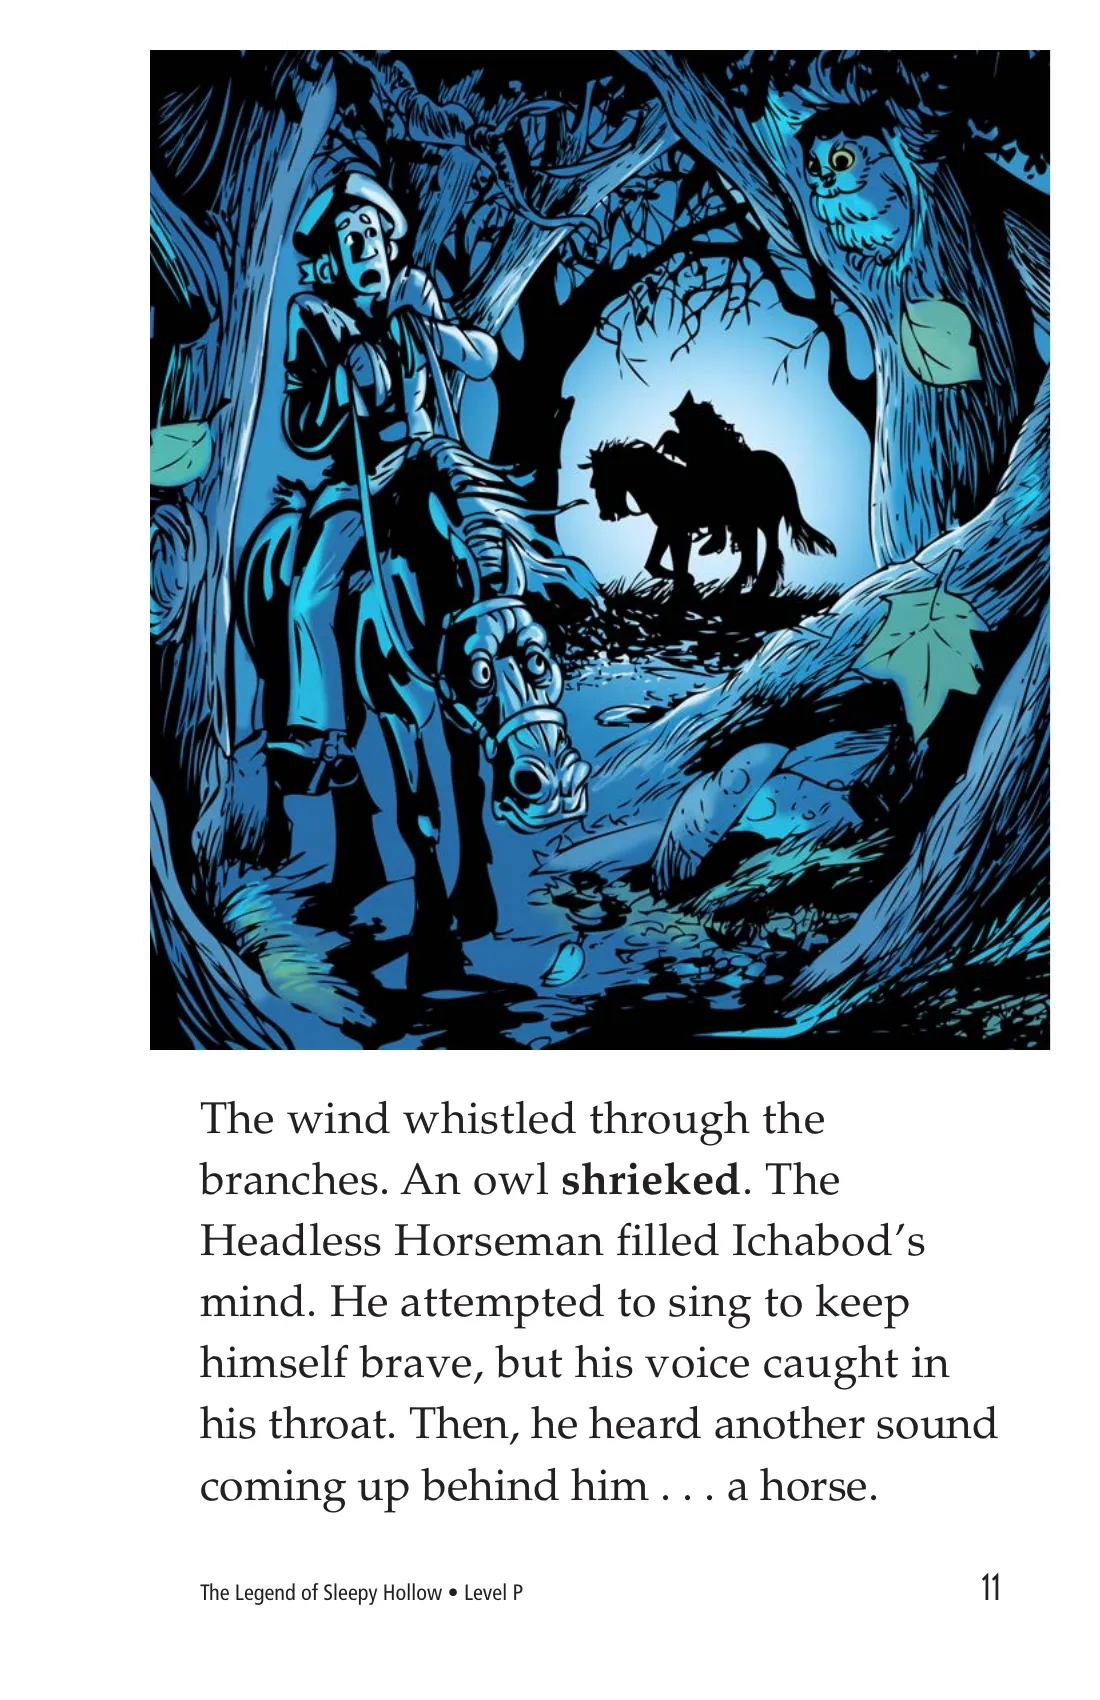 The wind whistled through the
branches. An owl shrieked. The
Headless Horseman filled Ichabod’s
mind. He attempted to sing to keep
himself brave, but his voice caught in
his throat. Then, he heard another sound
coming up behind him . . . a horse.
The Legend of Sleepy Hollow • Level P
11